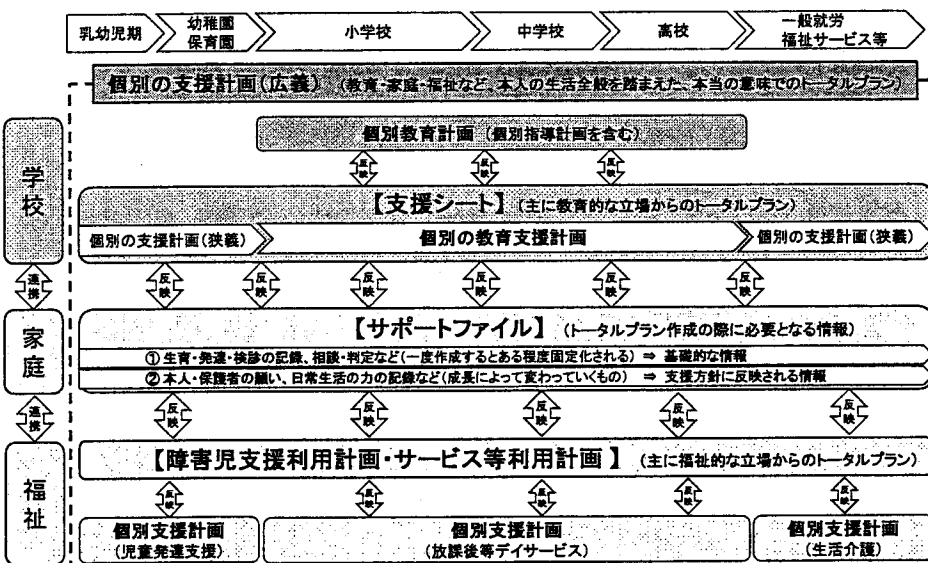 乳幼児期
幼稚園
保育園
小学校
中学校
高校
一般就労
福祉サービス等
個別の支援計画(広義) (教育・家庭・福祉など、本人の生活全般を踏まえた、本当の意味でのトータルプラン)
個別教育計画 (個別指導計画を含む)
反映 反映 反映
学校
【支援シート】 (主に教育的な立場からのトータルプラン)
個別の支援計画(狭義) 個別の教育支援計画 個別の支援計画(狭義)
連携 反映 反映 反映 反映 反映 反映
家庭
【サポートファイル】 (トータルプラン作成の際に必要となる情報)
① 生育・発達・検診の記録、相談・判定など(一度作成するとある程度固定化される) ⇒ 基礎的な情報
② 本人・保護者の願い、日常生活の力の記録など(成長によって変わっていくもの) ⇒ 支援方針に反映される情報
連携 反映 反映 反映 反映 反映
福祉
【障害児支援利用計画・サービス等利用計画 】 (主に福祉的な立場からのトータルプラン)
反映 反映 反映 反映 反映
個別支援計画
(児童発達支援)
個別支援計画
(放課後等デイサービス)
個別支援計画
(生活介護)